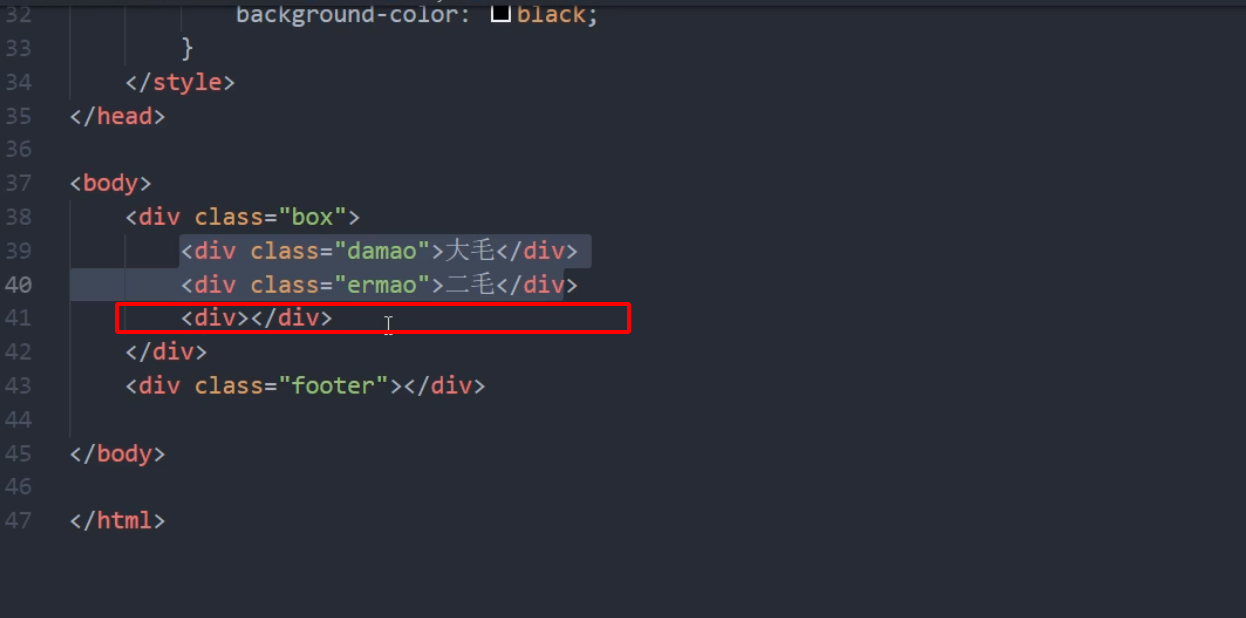 32 background-color: black;
33 }
34 </style>
35 </head>
36
37 <body>
38 <div class="box">
39 <div class="damao">大毛</div>
40 <div class="ermao">二毛</div>
41 <div></div>
42 </div>
43 <div class="footer"></div>
44
45 </body>
46
47 </html>